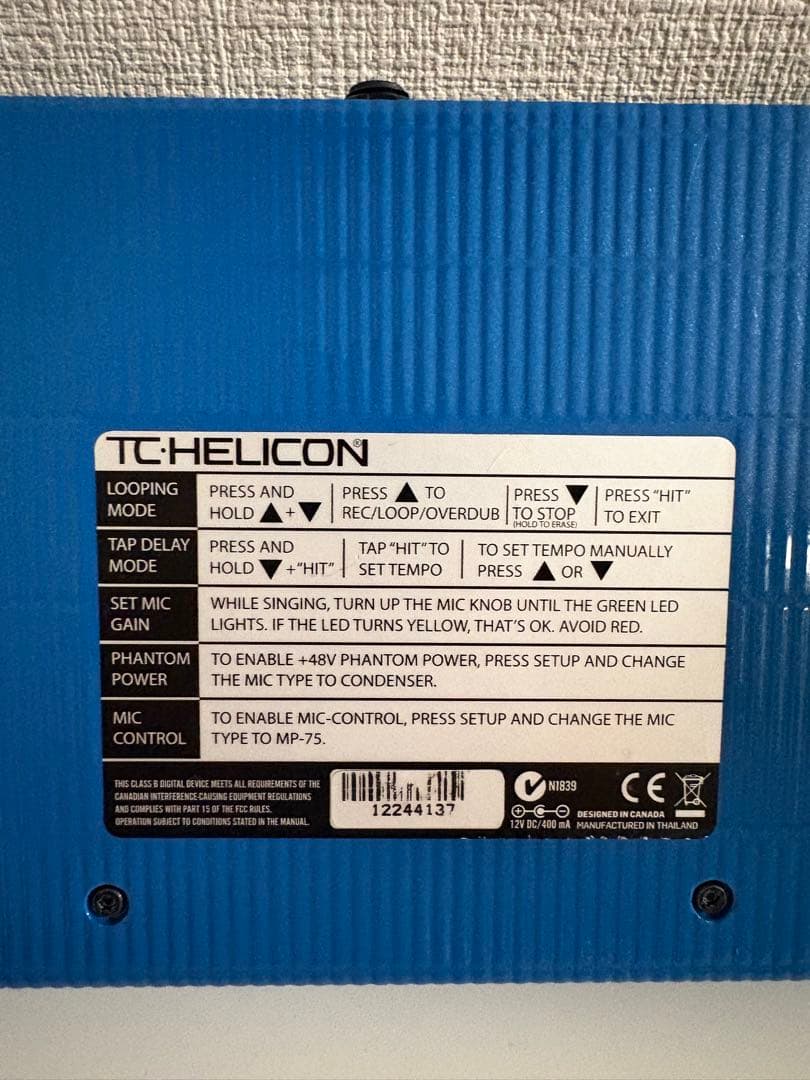 TC·HELICON®
LOOPING MODE
PRESS AND HOLD ▲+▼
PRESS ▲ TO REC/LOOP/OVERDUB
PRESS ▼ TO STOP (HOLD TO ERASE)
PRESS "HIT" TO EXIT
TAP DELAY MODE
PRESS AND HOLD ▼+"HIT"
TAP "HIT" TO SET TEMPO
TO SET TEMPO MANUALLY PRESS ▲ OR ▼
SET MIC GAIN
WHILE SINGING, TURN UP THE MIC KNOB UNTIL THE GREEN LED
LIGHTS. IF THE LED TURNS YELLOW, THAT'S OK. AVOID RED.
PHANTOM POWER
TO ENABLE +48V PHANTOM POWER, PRESS SETUP AND CHANGE
THE MIC TYPE TO CONDENSER.
MIC CONTROL
TO ENABLE MIC-CONTROL, PRESS SETUP AND CHANGE THE MIC
TYPE TO MP-75.
THIS CLASS B DIGITAL DEVICE MEETS ALL REQUIREMENTS OF THE
CANADIAN INTERFERENCE-CAUSING EQUIPMENT REGULATIONS
AND COMPLIES WITH PART 15 OF THE FCC RULES.
OPERATION SUBJECT TO CONDITIONS STATED IN THE MANUAL.
12244137
N1839
CE
12V DC/400 mA
DESIGNED IN CANADA
MANUFACTURED IN THAILAND